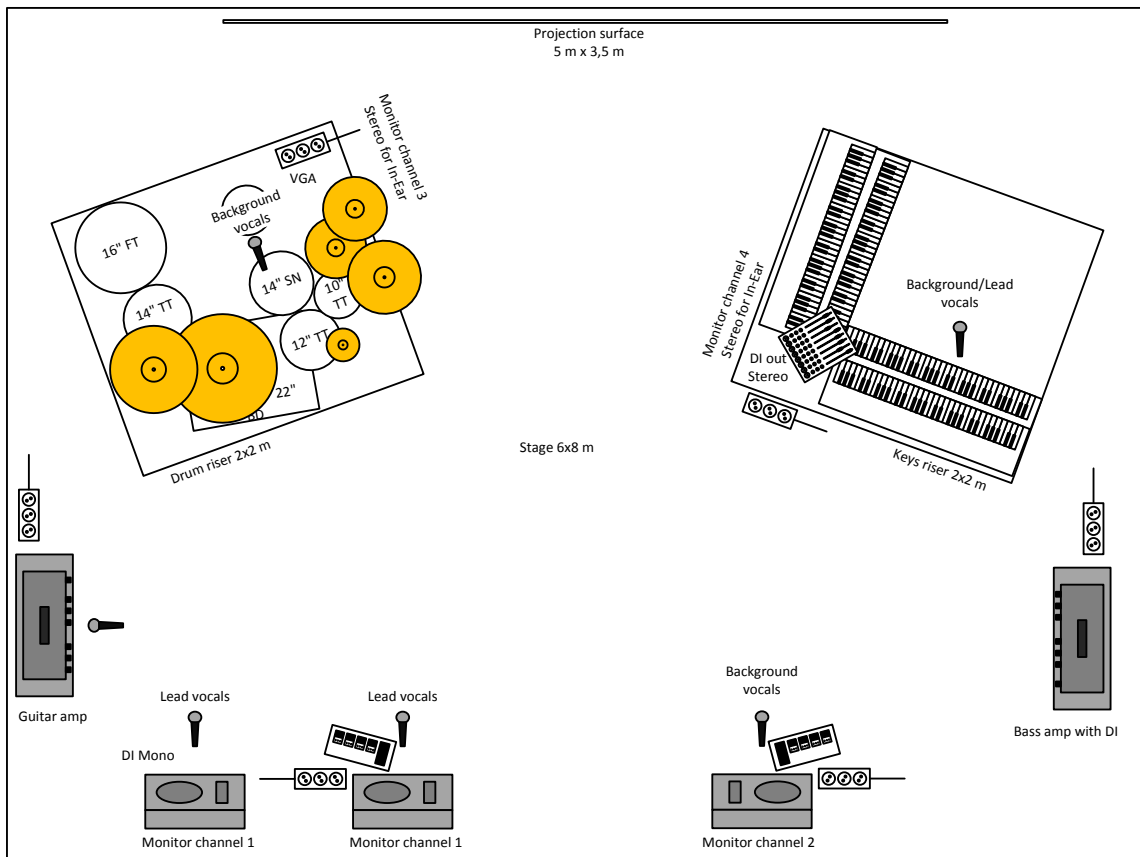 Projection surface
5 m x 3,5 m
Monitor channel 3
Stereo for In-Ear
VGA
Background
vocals
16" FT
14" SN
10"
TT
14" TT
12" TT
22"
BD
Drum riser 2x2 m
Monitor channel 4
Stereo for In-Ear
Background/Lead
vocals
DI out
Stereo
Keys riser 2x2 m
Stage 6x8 m
Guitar amp
Lead vocals
DI Mono
Monitor channel 1
Lead vocals
Monitor channel 1
Background
vocals
Monitor channel 2
Bass amp with DI